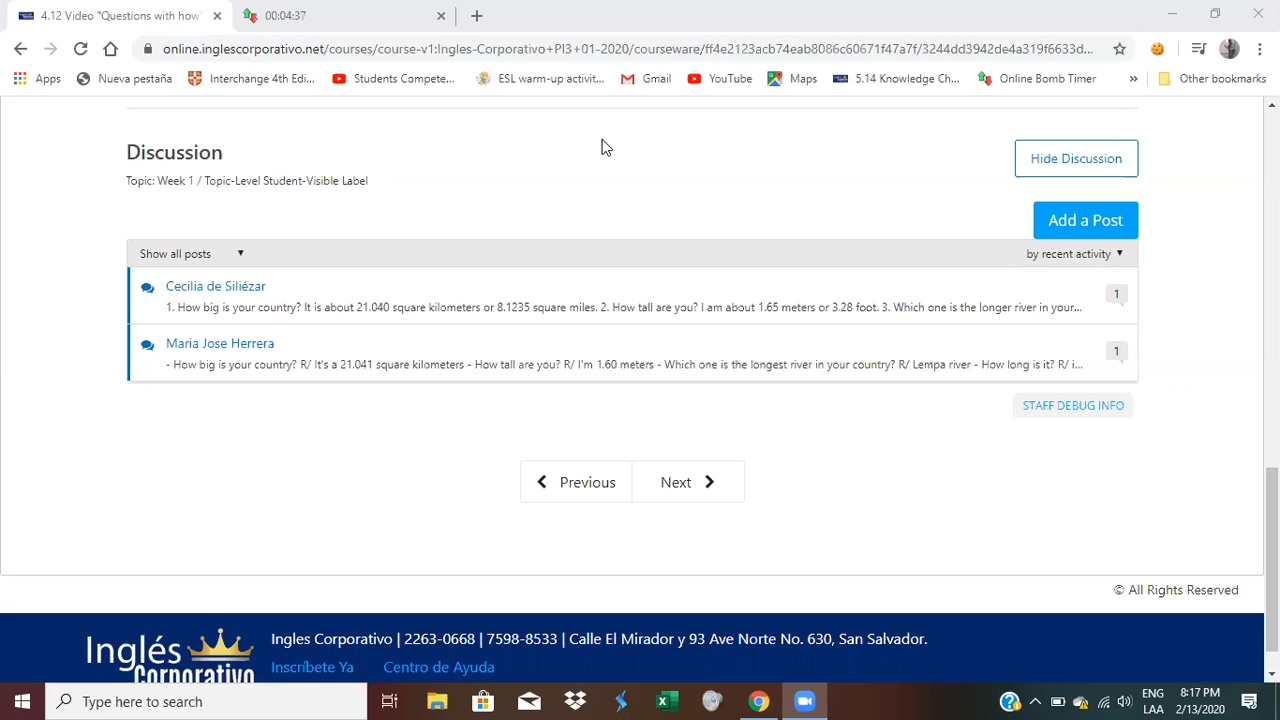 4.12 Video "Questions with how"
00:04:37
online.inglescorporativo.net/courses/course-v1:Ingles-Corporativo+PI3+01-2020/courseware/ff4e2123acb74eab8086c60671f47a7f/3244dd3942de4a319f6633d...
Apps
Nueva pestaña
Interchange 4th Edi...
Students Compete...
ESL warm-up activit...
Gmail
YouTube
Maps
5.14 Knowledge Ch...
Online Bomb Timer
»
Other bookmarks
Discussion
Hide Discussion
Topic: Week 1 / Topic-Level Student-Visible Label
Add a Post
Show all posts
by recent activity
Cecilia de Siliézar
1
1. How big is your country? It is about 21.040 square kilometers or 8.1235 square miles. 2. How tall are you? I am about 1.65 meters or 3.28 foot. 3. Which one is the longer river in your...
Maria Jose Herrera
1
- How big is your country? R/ It's a 21.041 square kilometers - How tall are you? R/ I'm 1.60 meters - Which one is the longest river in your country? R/ Lempa river - How long is it? R/ i...
STAFF DEBUG INFO
Previous
Next
© All Rights Reserved
Inglés Corporativo
Ingles Corporativo | 2263-0668 | 7598-8533 | Calle El Mirador y 93 Ave Norte No. 630, San Salvador.
Inscríbete Ya
Centro de Ayuda
Type here to search
ENG
LAA
8:17 PM
2/13/2020